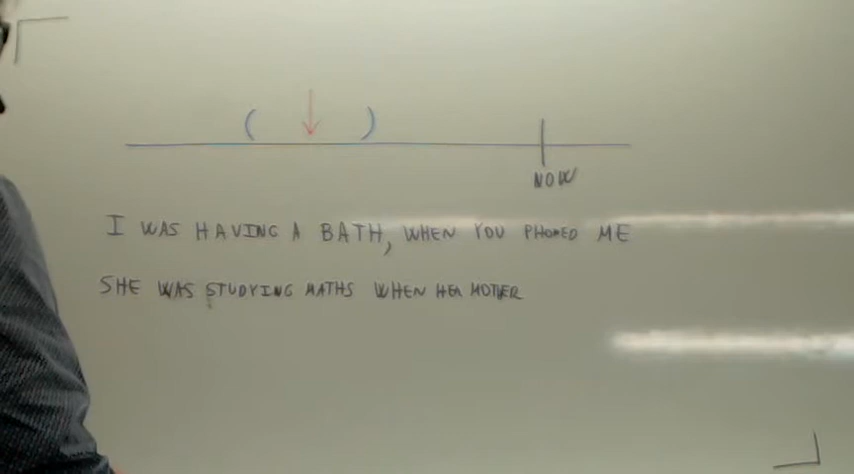 NOW
I WAS HAVING A BATH, WHEN YOU PHONED ME
SHE WAS STUDYING MATHS WHEN HER MOTHER